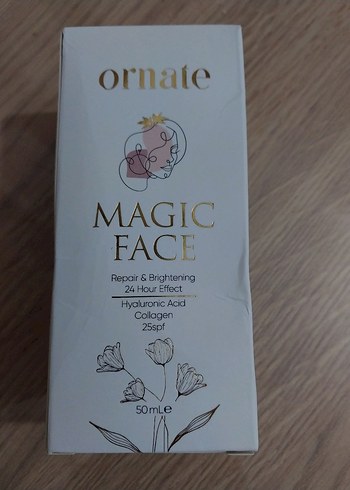 ornate
MAGIC
FACE
Repair & Brightening
24 Hour Effect
Hyaluronic Acid
Collagen
25spf
50 mL℮